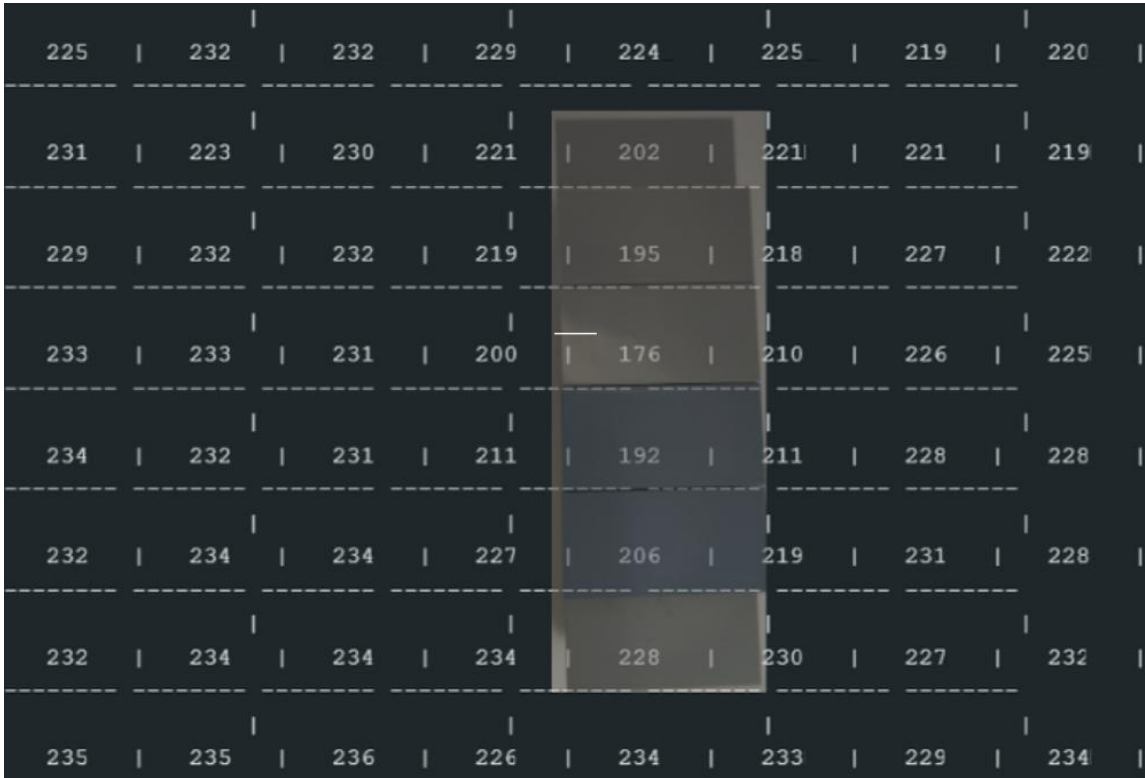 | | | |
225 | 232 | 232 | 229 | 224 | 225 | 219 | 220 |
------- ------- ------- ------- ------- ------- ------- -------
| | | |
231 | 223 | 230 | 221 | 202 | 221 | 221 | 219 |
------- ------- ------- ------- ------- ------- ------- -------
| | | |
229 | 232 | 232 | 219 | 195 | 218 | 227 | 222 |
------- ------- ------- ------- ------- ------- ------- -------
| | | |
233 | 233 | 231 | 200 | 176 | 210 | 226 | 225 |
------- ------- ------- ------- ------- ------- ------- -------
| | | |
234 | 232 | 231 | 211 | 192 | 211 | 228 | 228 |
------- ------- ------- ------- ------- ------- ------- -------
| | | |
232 | 234 | 234 | 227 | 206 | 219 | 231 | 228 |
------- ------- ------- ------- ------- ------- ------- -------
| | | |
232 | 234 | 234 | 234 | 228 | 230 | 227 | 232 |
------- ------- ------- ------- ------- ------- ------- -------
| | | |
235 | 235 | 236 | 226 | 234 | 233 | 229 | 234 |